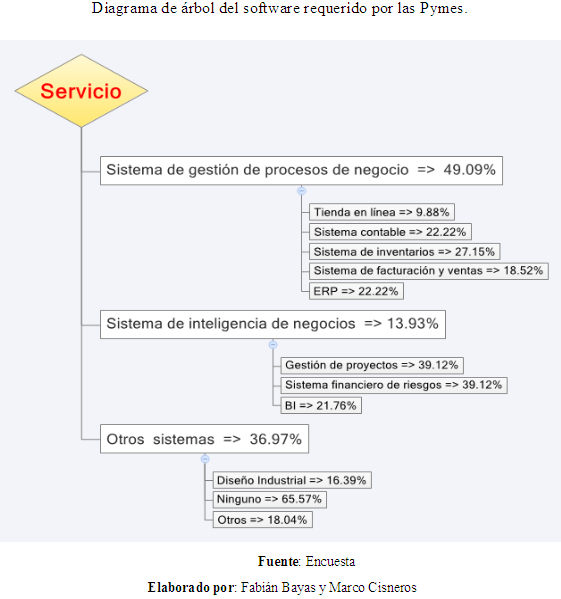 Diagrama de árbol del software requerido por las Pymes.
Servicio
Sistema de gestión de procesos de negocio => 49.09%
Tienda en línea => 9.88%
Sistema contable => 22.22%
Sistema de inventarios => 27.15%
Sistema de facturación y ventas => 18.52%
ERP => 22.22%
Sistema de inteligencia de negocios => 13.93%
Gestión de proyectos => 39.12%
Sistema financiero de riesgos => 39.12%
BI => 21.76%
Otros sistemas => 36.97%
Diseño Industrial => 16.39%
Ninguno => 65.57%
Otros => 18.04%
Fuente: Encuesta
Elaborado por: Fabián Bayas y Marco Cisneros